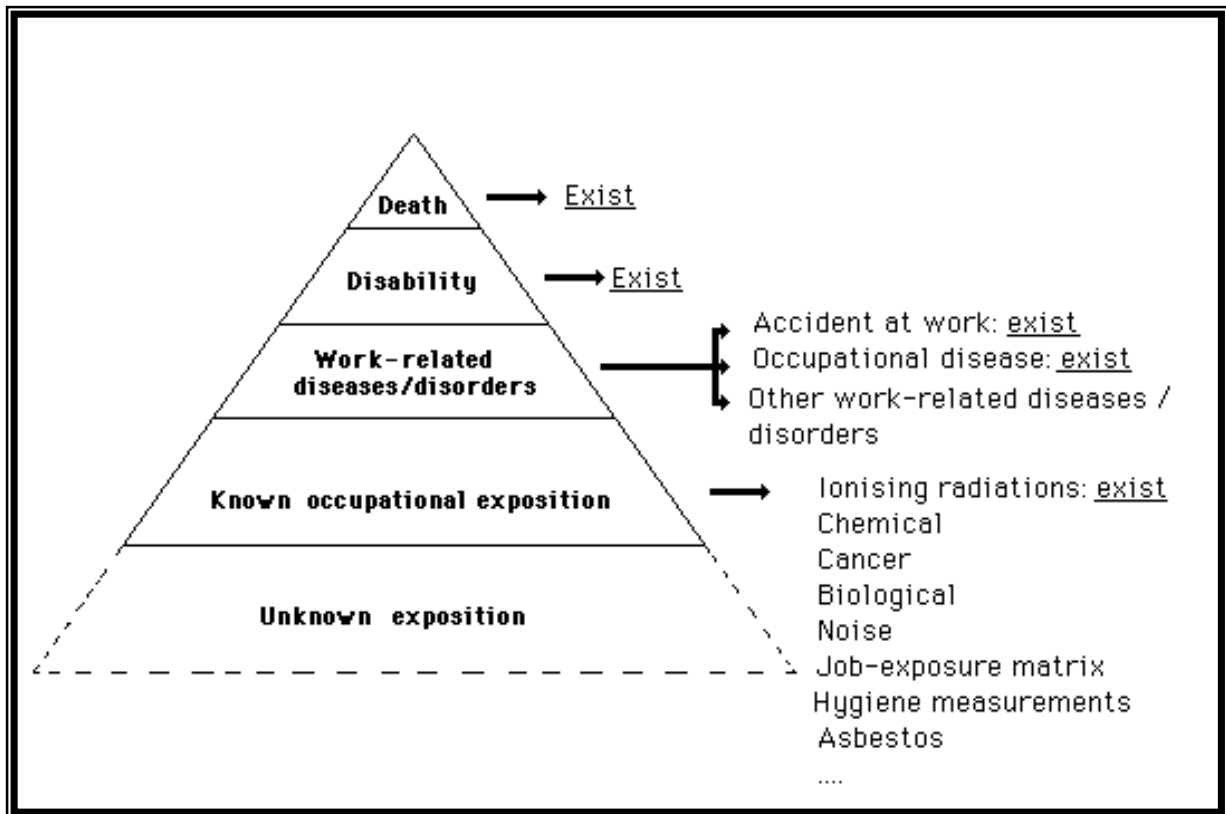 Death
Exist
Disability
Exist
Work-related
diseases/disorders
Accident at work: exist
Occupational disease: exist
Other work-related diseases /
disorders
Known occupational exposition
Ionising radiations: exist
Chemical
Cancer
Biological
Noise
Job-exposure matrix
Hygiene measurements
Asbestos
....
Unknown exposition